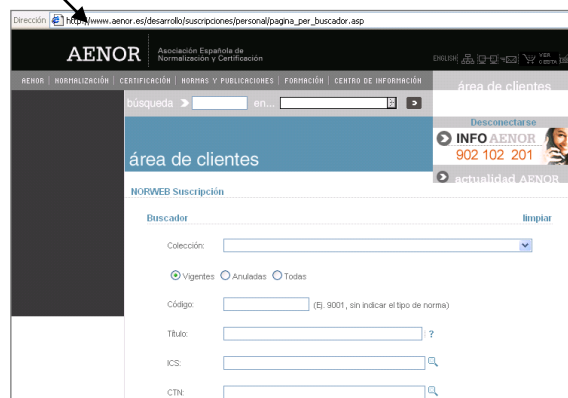 Dirección http://www.aenor.es/desarrollo/suscripciones/personal/pagina_per_buscador.asp
AENOR Asociación Española de
Normalización y Certificación
ENGLISH VER
CESTA
AENOR NORMALIZACIÓN CERTIFICACIÓN NORMAS Y PUBLICACIONES FORMACIÓN CENTRO DE INFORMACIÓN
área de clientes
búsqueda en...
Desconectarse
INFO AENOR
902 102 201
área de clientes
actualidad AENOR
NORWEB Suscripción
Buscador limpiar
Colección:
Vigentes Anuladas Todas
Código: (Ej. 9001, sin indicar el tipo de norma)
Título: ?
ICS:
CTN: